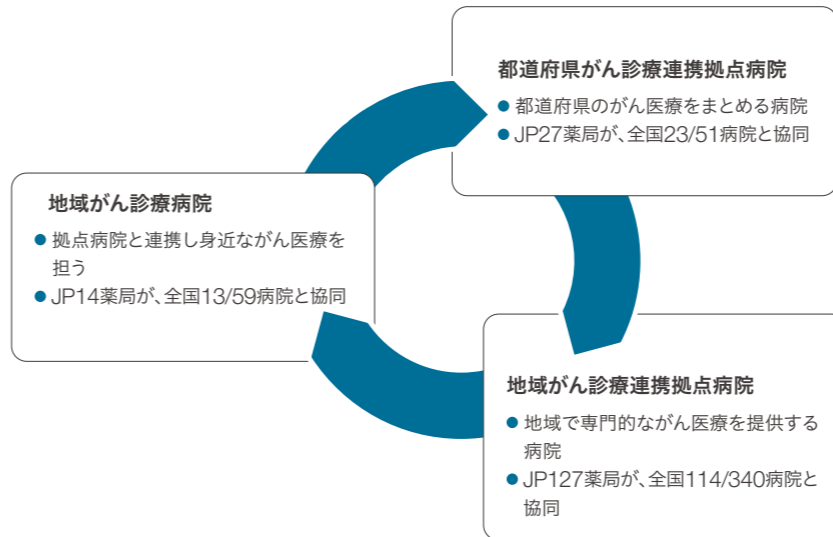 都道府県がん診療連携拠点病院
● 都道府県のがん医療をまとめる病院
● JP27薬局が、全国23/51病院と協同
地域がん診療病院
● 拠点病院と連携し身近ながん医療を
担う
● JP14薬局が、全国13/59病院と協同
地域がん診療連携拠点病院
● 地域で専門的ながん医療を提供する
病院
● JP127薬局が、全国114/340病院と
協同